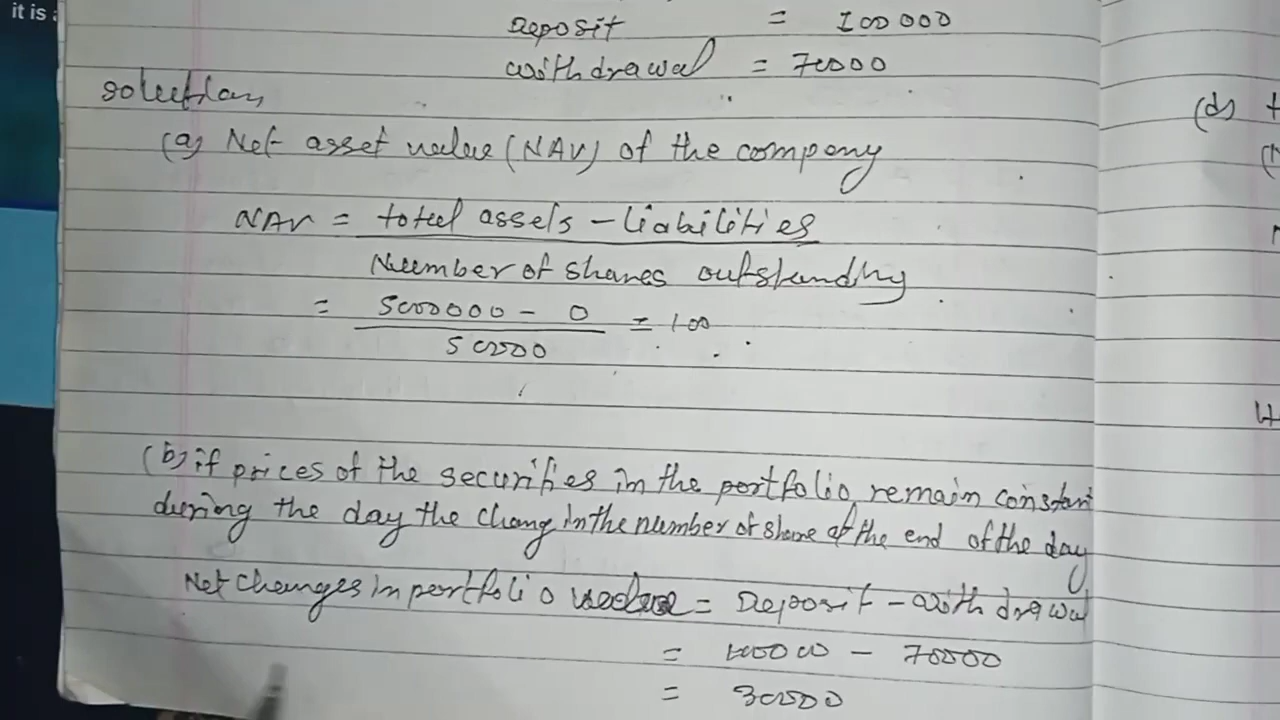 it is
Deposit = 100000
withdrawal = 70000
solution
(d)
(a) Net asset value (NAV) of the company
NAV = total assets - liabilities
Number of shares outstanding
= 5000000 - 0 = 100
50000
(b) if prices of the securities in the portfolio remain constant
during the day the chang in the number of share at the end of the day
Net changes in portfolio value = Deposit - withdrawal
= 100000 - 70000
= 30000